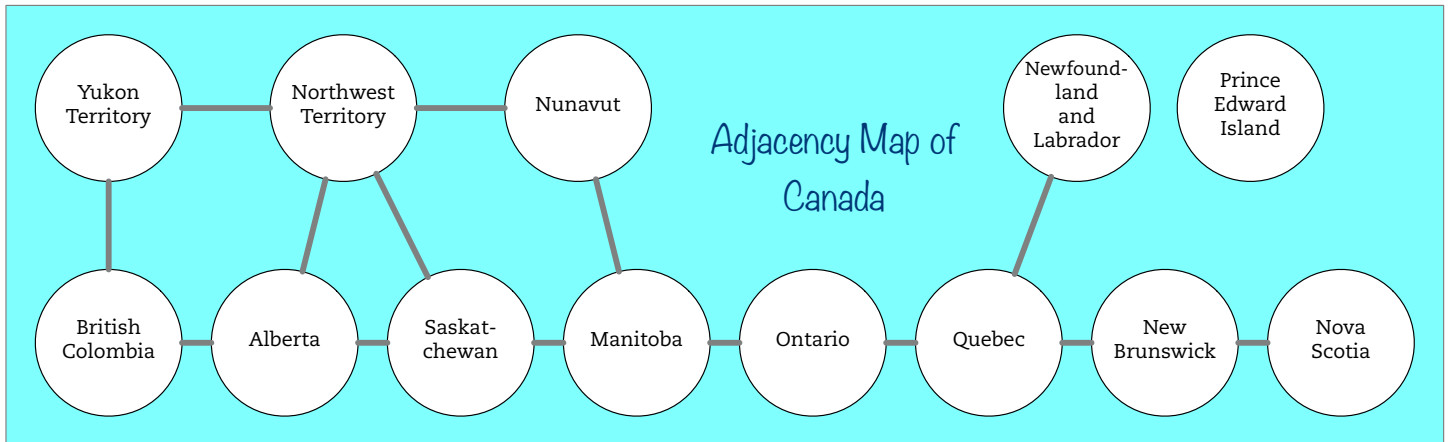 Yukon
Territory
Northwest
Territory
Nunavut
Adjacency Map of
Canada
Newfound-
land
and
Labrador
Prince
Edward
Island
British
Colombia
Alberta
Saskat-
chewan
Manitoba
Ontario
Quebec
New
Brunswick
Nova
Scotia